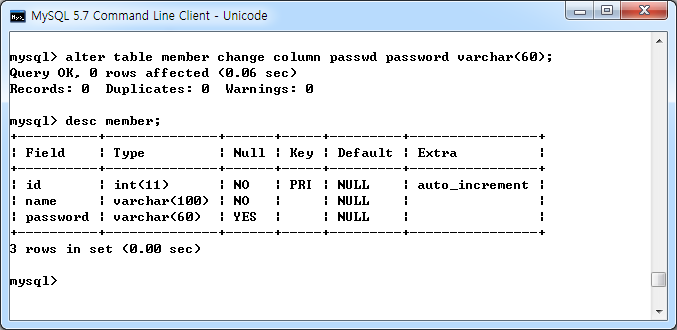 MySQL 5.7 Command Line Client - Unicode
mysql> alter table member change column passwd password varchar(60);
Query OK, 0 rows affected (0.06 sec)
Records: 0  Duplicates: 0  Warnings: 0
mysql> desc member;
+----------+--------------+------+-----+---------+----------------+
| Field    | Type         | Null | Key | Default | Extra          |
+----------+--------------+------+-----+---------+----------------+
| id       | int(11)      | NO   | PRI | NULL    | auto_increment |
| name     | varchar(100) | NO   |     | NULL    |                |
| password | varchar(60)  | YES  |     | NULL    |                |
+----------+--------------+------+-----+---------+----------------+
3 rows in set (0.00 sec)
mysql>